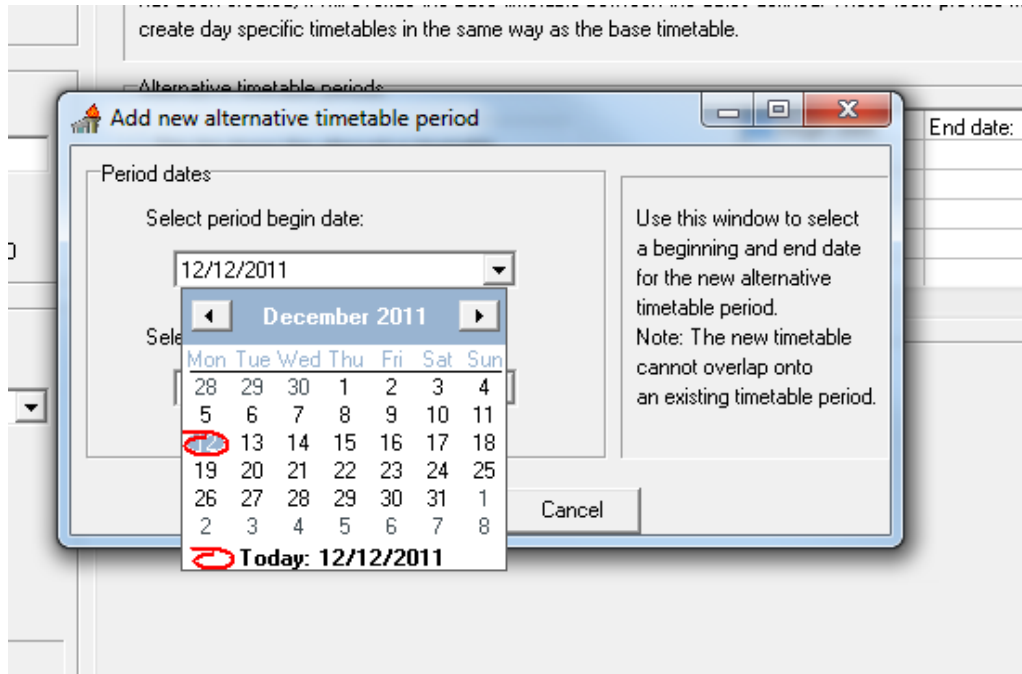 create day specific timetables in the same way as the base timetable.
Alternative timetable periods
Add new alternative timetable period
End date:
Period dates
Select period begin date:
12/12/2011
December 2011
Mon Tue Wed Thu Fri Sat Sun
28 29 30 1 2 3 4
5 6 7 8 9 10 11
12 13 14 15 16 17 18
19 20 21 22 23 24 25
26 27 28 29 30 31 1
2 3 4 5 6 7 8
Today: 12/12/2011
Use this window to select
a beginning and end date
for the new alternative
timetable period.
Note: The new timetable
cannot overlap onto
an existing timetable period.
Cancel